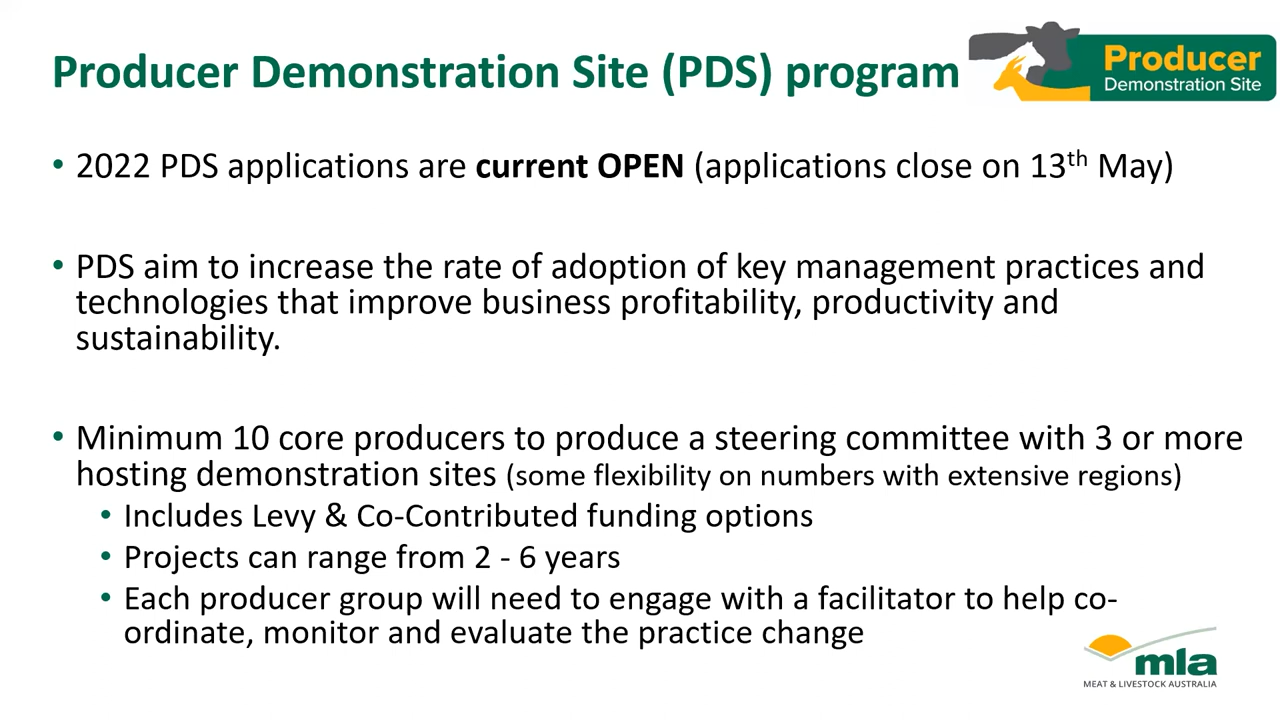 Producer Demonstration Site (PDS) program
Producer
Demonstration Site
• 2022 PDS applications are current OPEN (applications close on 13th May)
• PDS aim to increase the rate of adoption of key management practices and
technologies that improve business profitability, productivity and
sustainability.
• Minimum 10 core producers to produce a steering committee with 3 or more
hosting demonstration sites (some flexibility on numbers with extensive regions)
• Includes Levy & Co-Contributed funding options
• Projects can range from 2 - 6 years
• Each producer group will need to engage with a facilitator to help co-
ordinate, monitor and evaluate the practice change
mla
MEAT & LIVESTOCK AUSTRALIA